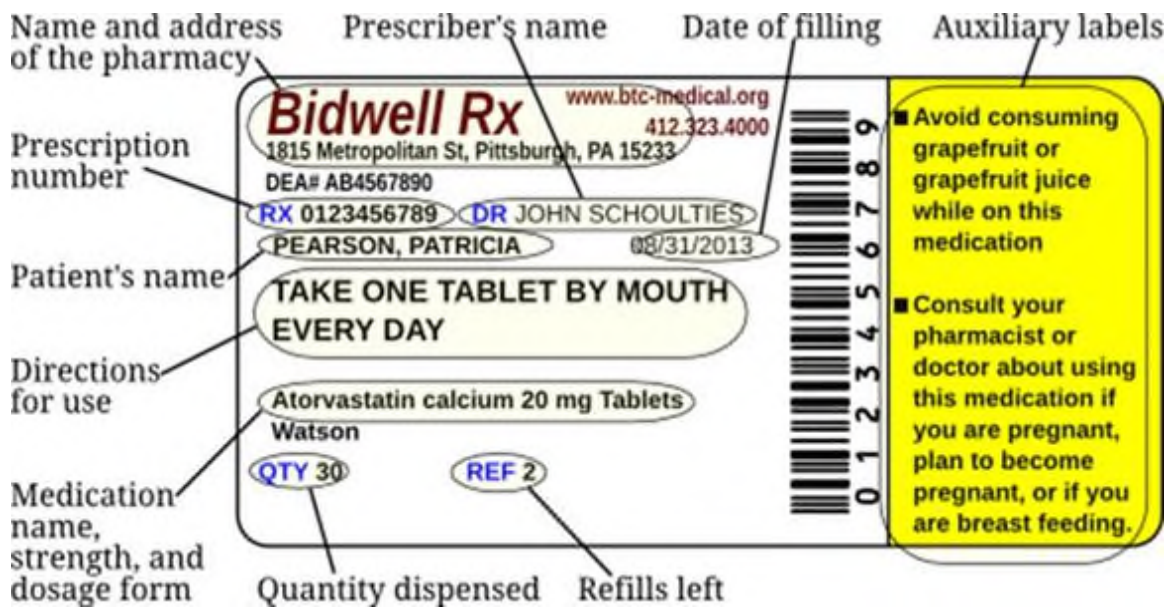 Name and address
of the pharmacy
Prescriber's name
Date of filling
Auxiliary labels
Prescription
number
Patient's name
Directions
for use
Medication
name,
strength, and
dosage form
Quantity dispensed
Refills left
Bidwell Rx
www.btc-medical.org
412.323.4000
1815 Metropolitan St, Pittsburgh, PA 15233
DEA# AB4567890
RX 0123456789 DR JOHN SCHOULTIES
PEARSON, PATRICIA 08/31/2013
TAKE ONE TABLET BY MOUTH
EVERY DAY
Atorvastatin calcium 20 mg Tablets
Watson
QTY 30 REF 2
0 1 2 3 4 5 6 7 8 9
■ Avoid consuming
grapefruit or
grapefruit juice
while on this
medication
■ Consult your
pharmacist or
doctor about using
this medication if
you are pregnant,
plan to become
pregnant, or if you
are breast feeding.